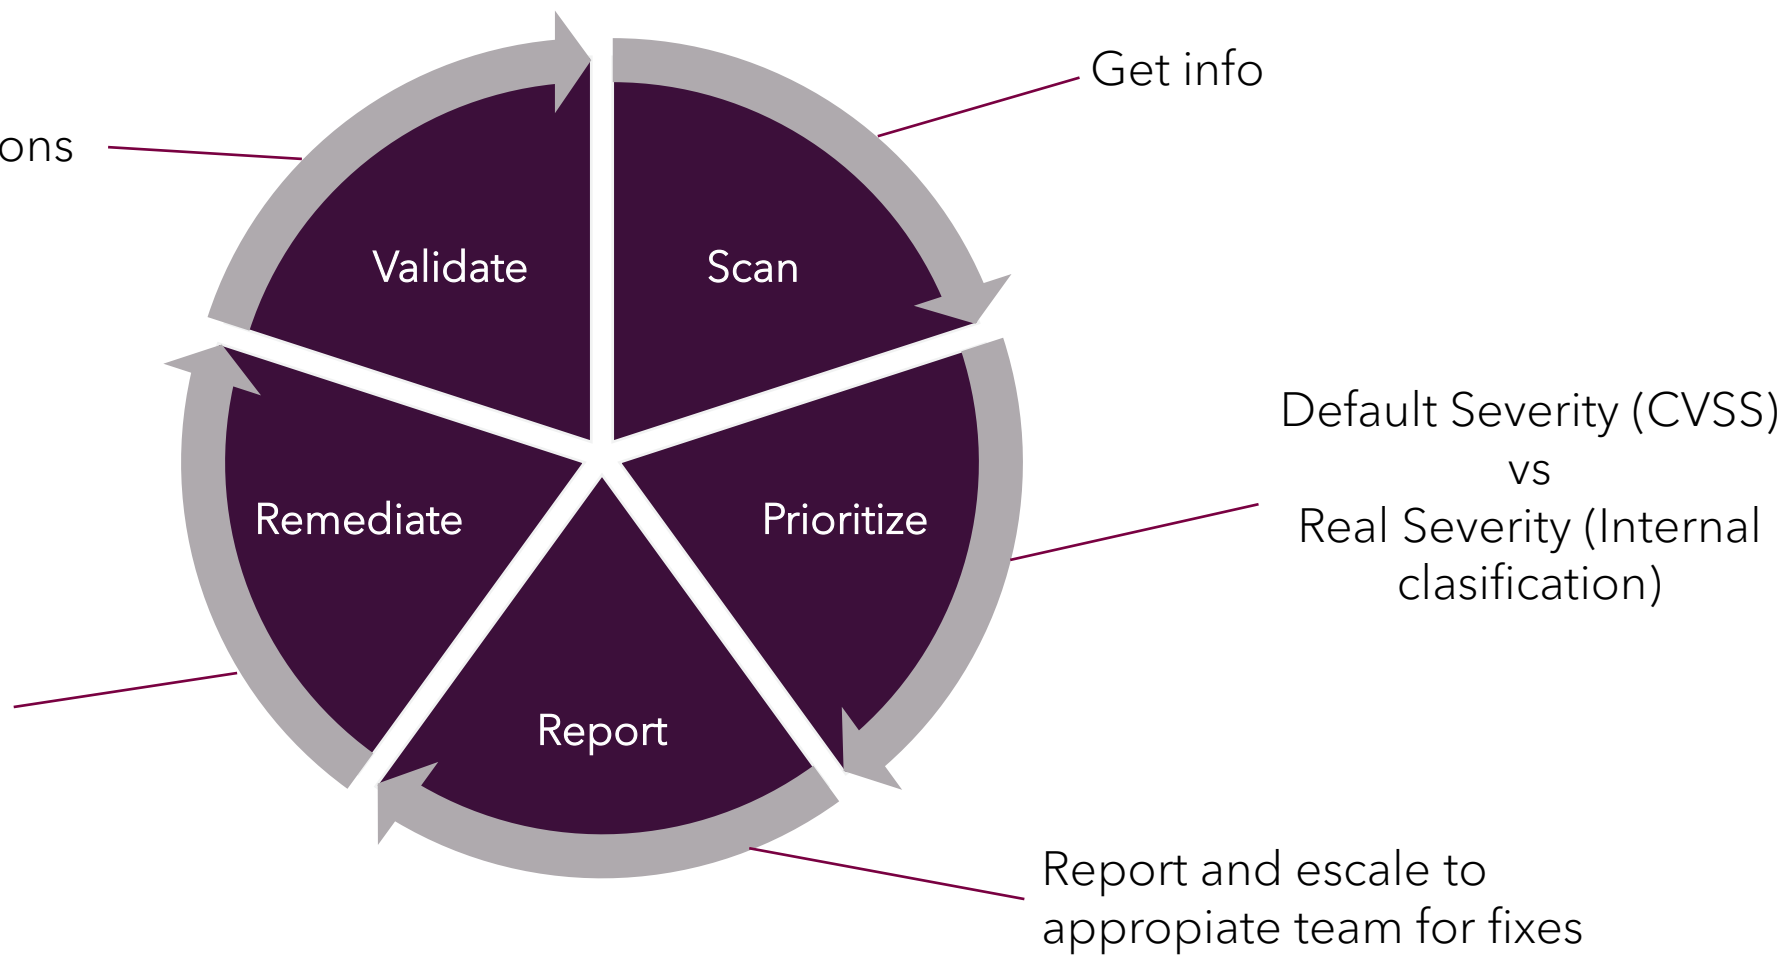 Get info
ons
Validate
Scan
Default Severity (CVSS)
vs
Real Severity (Internal
clasification)
Remediate
Prioritize
Report
Report and escale to
appropiate team for fixes